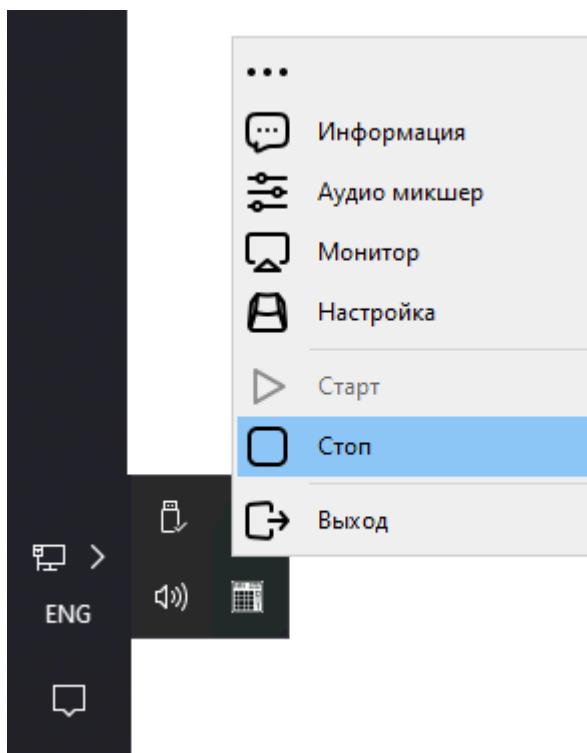 Информация
Аудио микшер
Монитор
Настройка
Старт
Стоп
Выход
ENG